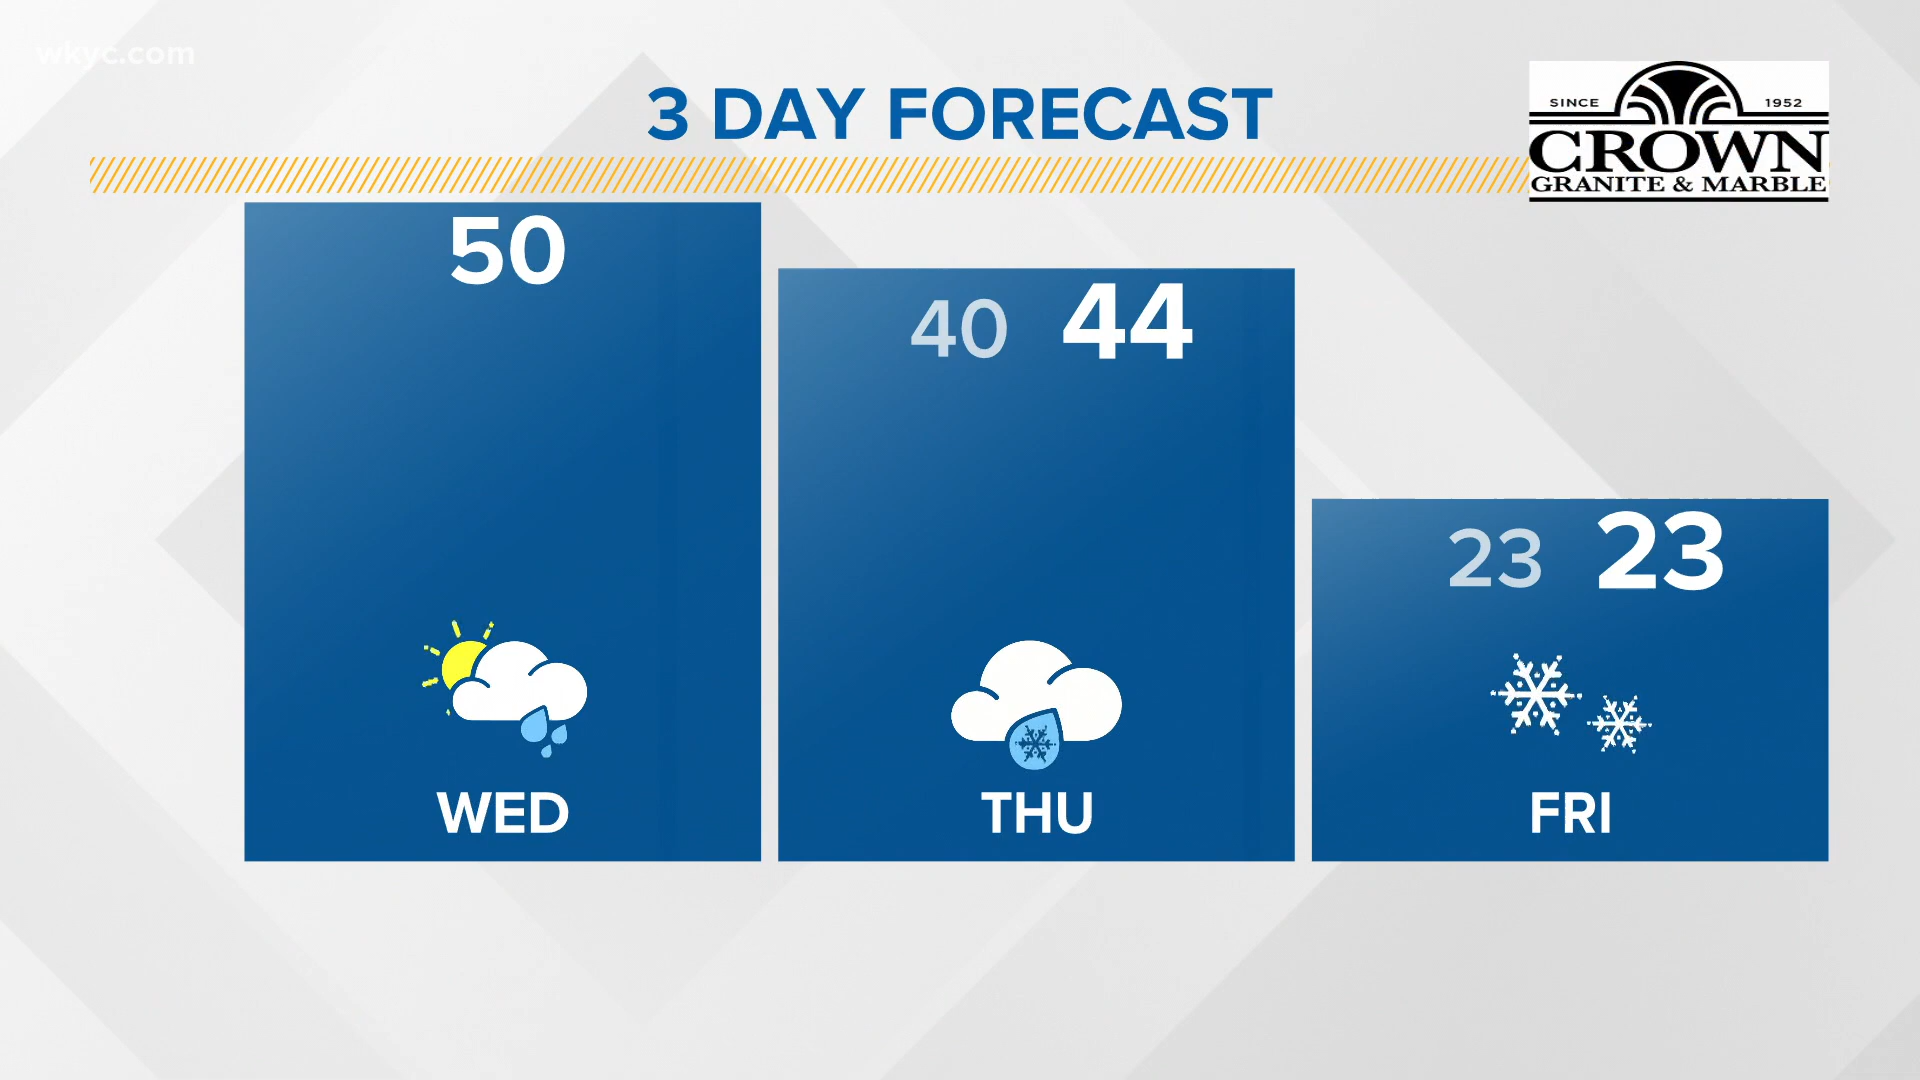 wkyc.com
3 DAY FORECAST
SINCE 1952
CROWN
GRANITE & MARBLE
50
40 44
23 23
WED
THU
FRI